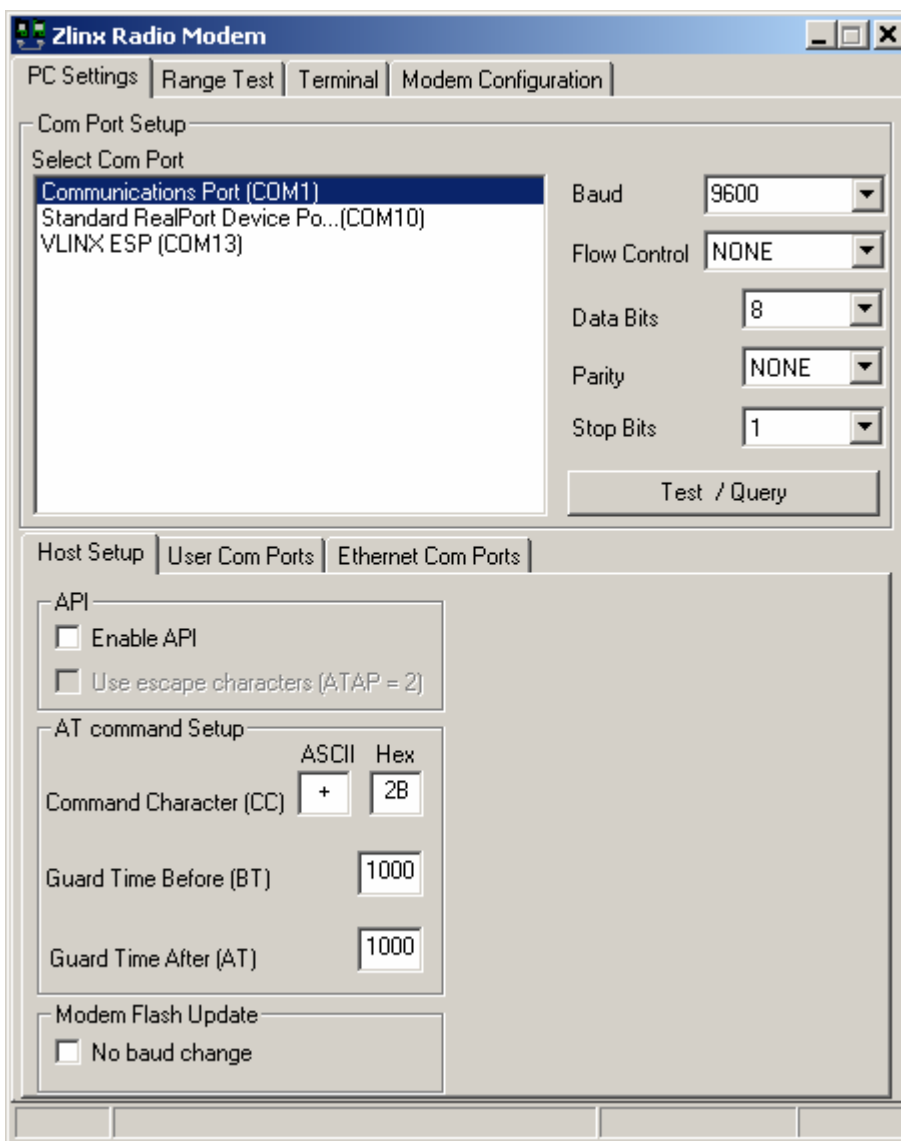 Zlinx Radio Modem
PC Settings Range Test Terminal Modem Configuration
Com Port Setup
Select Com Port
Communications Port (COM1)
Standard RealPort Device Po...(COM10)
VLINX ESP (COM13)
Baud 9600
Flow Control NONE
Data Bits 8
Parity NONE
Stop Bits 1
Test / Query
Host Setup User Com Ports Ethernet Com Ports
API
Enable API
Use escape characters (ATAP = 2)
AT command Setup
ASCII Hex
Command Character (CC) + 2B
Guard Time Before (BT) 1000
Guard Time After (AT) 1000
Modem Flash Update
No baud change